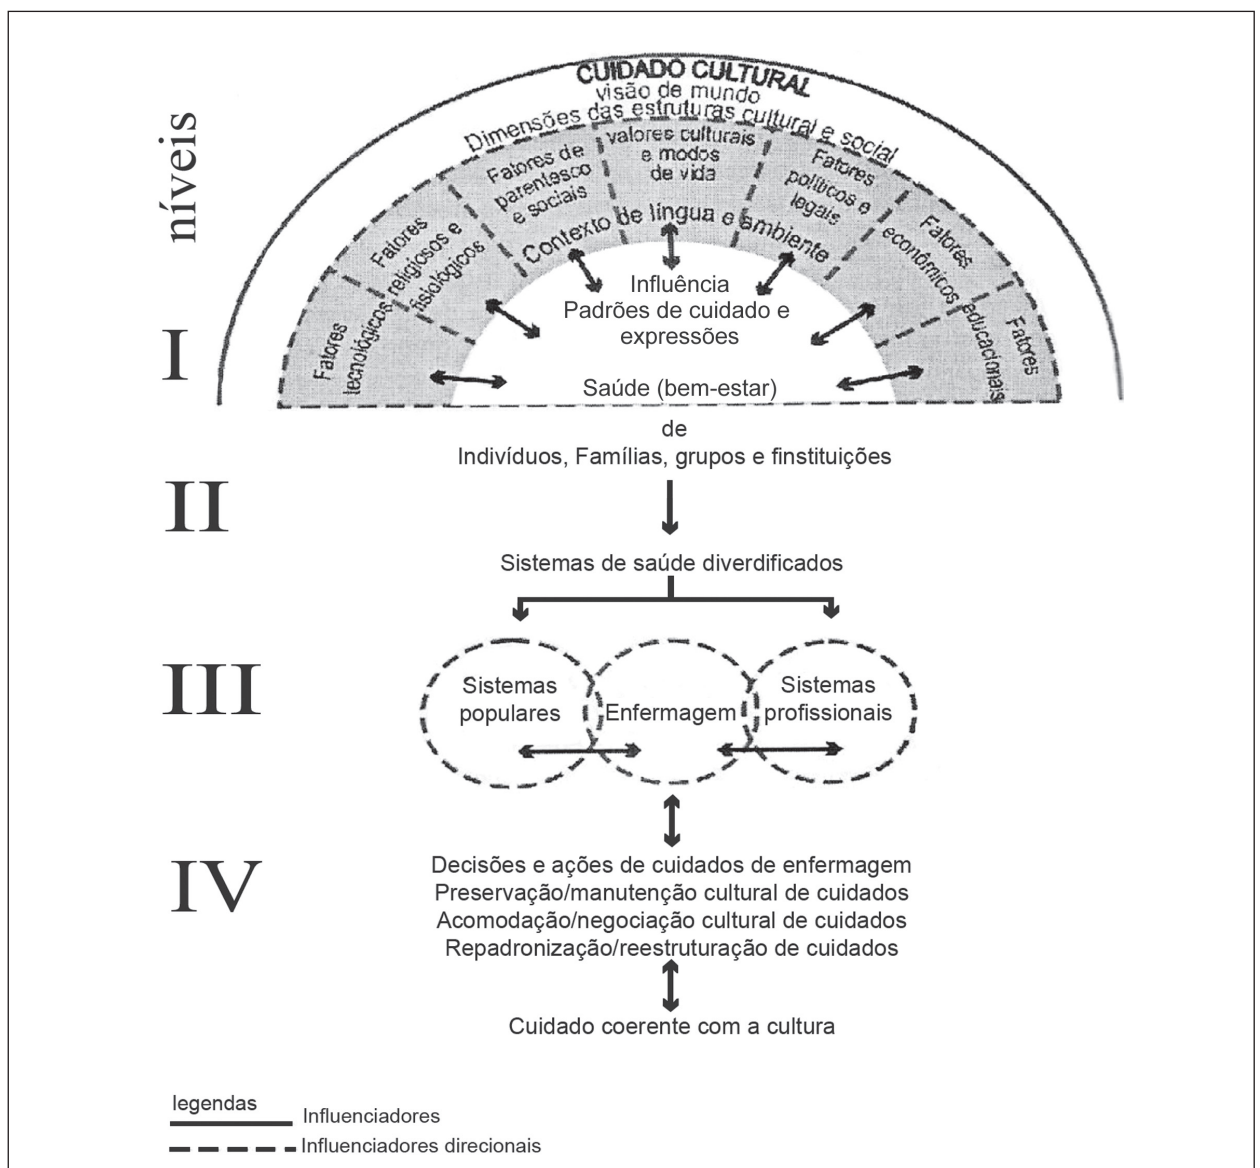 níveis
CUIDADO CULTURAL
visão de mundo
Dimensões das estruturas cultural e social
Fatores
tecnológicos
Fatores
religiosos e
fisiológicos
Fatores de
parentesco
e sociais
valores culturais
e modos
de vida
Fatores
políticos e
legais
Fatores
econômicos
Fatores
educacionais
Contexto de língua e ambiente
Influência
Padrões de cuidado e
expressões
I
Saúde (bem-estar)
de
Indivíduos, Famílias, grupos e finstituições
II
Sistemas de saúde diverdificados
III
Sistemas
populares
Enfermagem
Sistemas
profissionais
IV
Decisões e ações de cuidados de enfermagem
Preservação/manutenção cultural de cuidados
Acomodação/negociação cultural de cuidados
Repadronização/reestruturação de cuidados
Cuidado coerente com a cultura
legendas
Influenciadores
Influenciadores direcionais